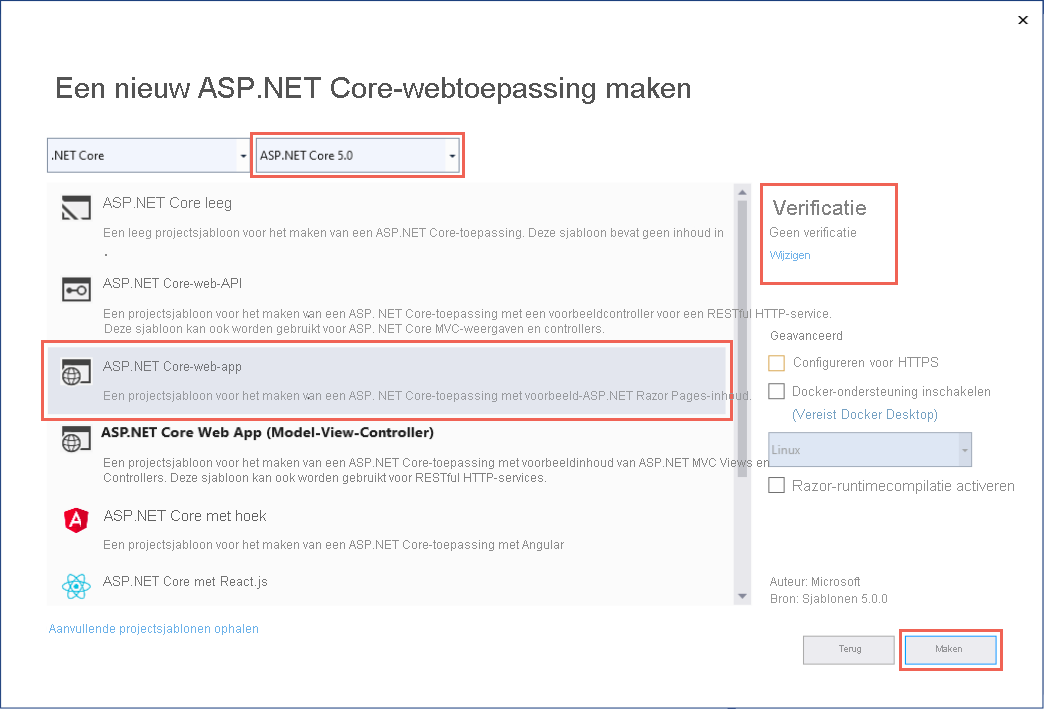 Een nieuw ASP.NET Core-webtoepassing maken
.NET Core
ASP.NET Core 5.0
ASP.NET Core leeg
Een leeg projectsjabloon voor het maken van een ASP.NET Core-toepassing. Deze sjabloon bevat geen inhoud in
.
ASP.NET Core-web-API
Een projectsjabloon voor het maken van een ASP. NET Core-toepassing met een voorbeeldcontroller voor een RESTful HTTP-service.
Deze sjabloon kan ook worden gebruikt voor ASP. NET Core MVC-weergaven en controllers.
ASP.NET Core-web-app
Een projectsjabloon voor het maken van een ASP. NET Core-toepassing met voorbeeld-ASP.NET Razor Pages-inhoud.
ASP.NET Core Web App (Model-View-Controller)
Een projectsjabloon voor het maken van een ASP.NET Core-toepassing met voorbeeldinhoud van ASP.NET MVC Views en
Controllers. Deze sjabloon kan ook worden gebruikt voor RESTful HTTP-services.
ASP.NET Core met hoek
Een projectsjabloon voor het maken van een ASP.NET Core-toepassing met Angular
ASP.NET Core met React.js
Aanvullende projectsjablonen ophalen
Verificatie
Geen verificatie
Wijzigen
Geavanceerd
Configureren voor HTTPS
Docker-ondersteuning inschakelen
(Vereist Docker Desktop)
Linux
Razor-runtimecompilatie activeren
Auteur: Microsoft
Bron: Sjablonen 5.0.0
Terug
Maken